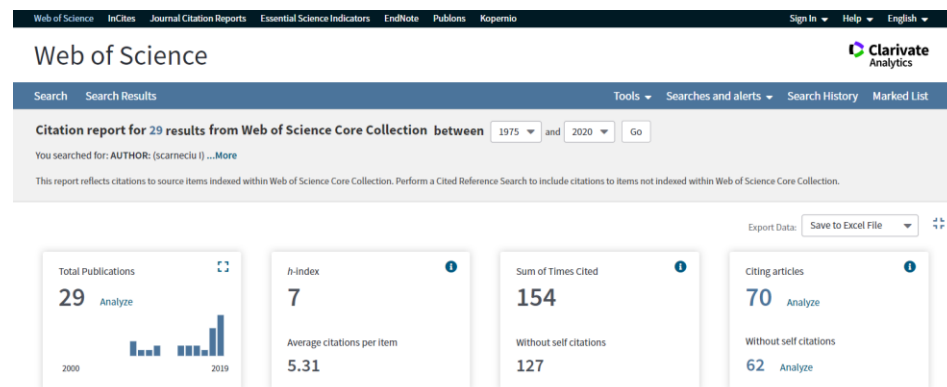 Web of Science InCites Journal Citation Reports Essential Science Indicators EndNote Publons Kopernio Sign In Help English
Web of Science
Clarivate
Analytics
Search Search Results Tools Searches and alerts Search History Marked List
Citation report for 29 results from Web of Science Core Collection between 1975 and 2020 Go
You searched for: AUTHOR: (scarneciu I) ...More
This report reflects citations to source items indexed within Web of Science Core Collection. Perform a Cited Reference Search to include citations to items not indexed within Web of Science Core Collection.
Export Data: Save to Excel File
Total Publications
29 Analyze
2000 2019
h-index
7
Average citations per item
5.31
Sum of Times Cited
154
Without self citations
127
Citing articles
70 Analyze
Without self citations
62 Analyze